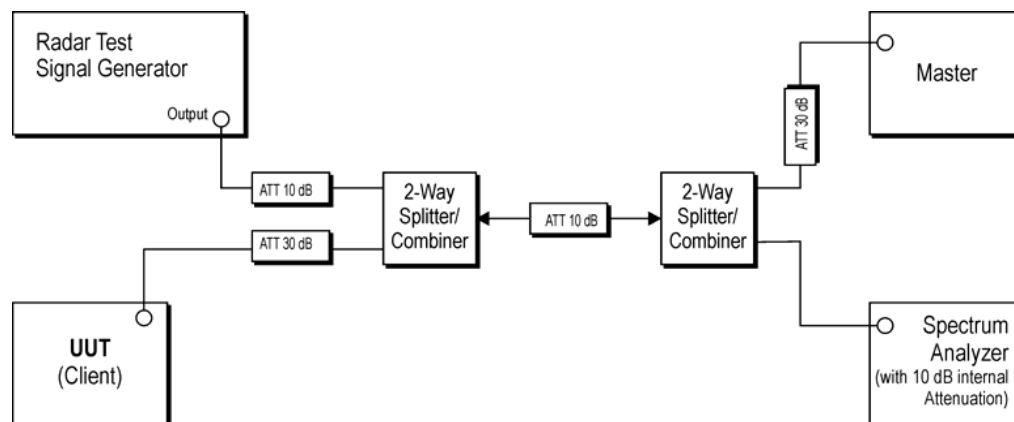 Radar Test
Signal Generator
Output
ATT 10 dB
ATT 30 dB
UUT
(Client)
2-Way
Splitter/
Combiner
ATT 10 dB
2-Way
Splitter/
Combiner
ATT 30 dB
Master
Spectrum
Analyzer
(with 10 dB internal
Attenuation)